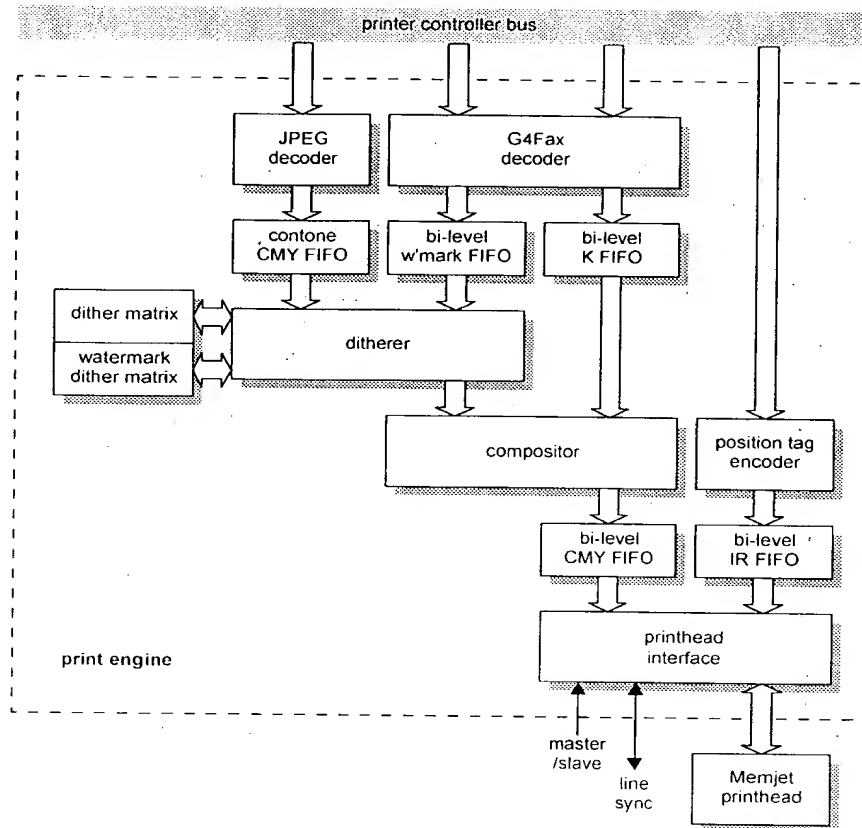 printer controller bus
JPEG
decoder
G4Fax
decoder
contone
CMY FIFO
bi-level
w'mark FIFO
bi-level
K FIFO
dither matrix
watermark
dither matrix
ditherer
compositor
position tag
encoder
bi-level
CMY FIFO
bi-level
IR FIFO
printhead
interface
print engine
master
/slave
line
sync
Memjet
printhead